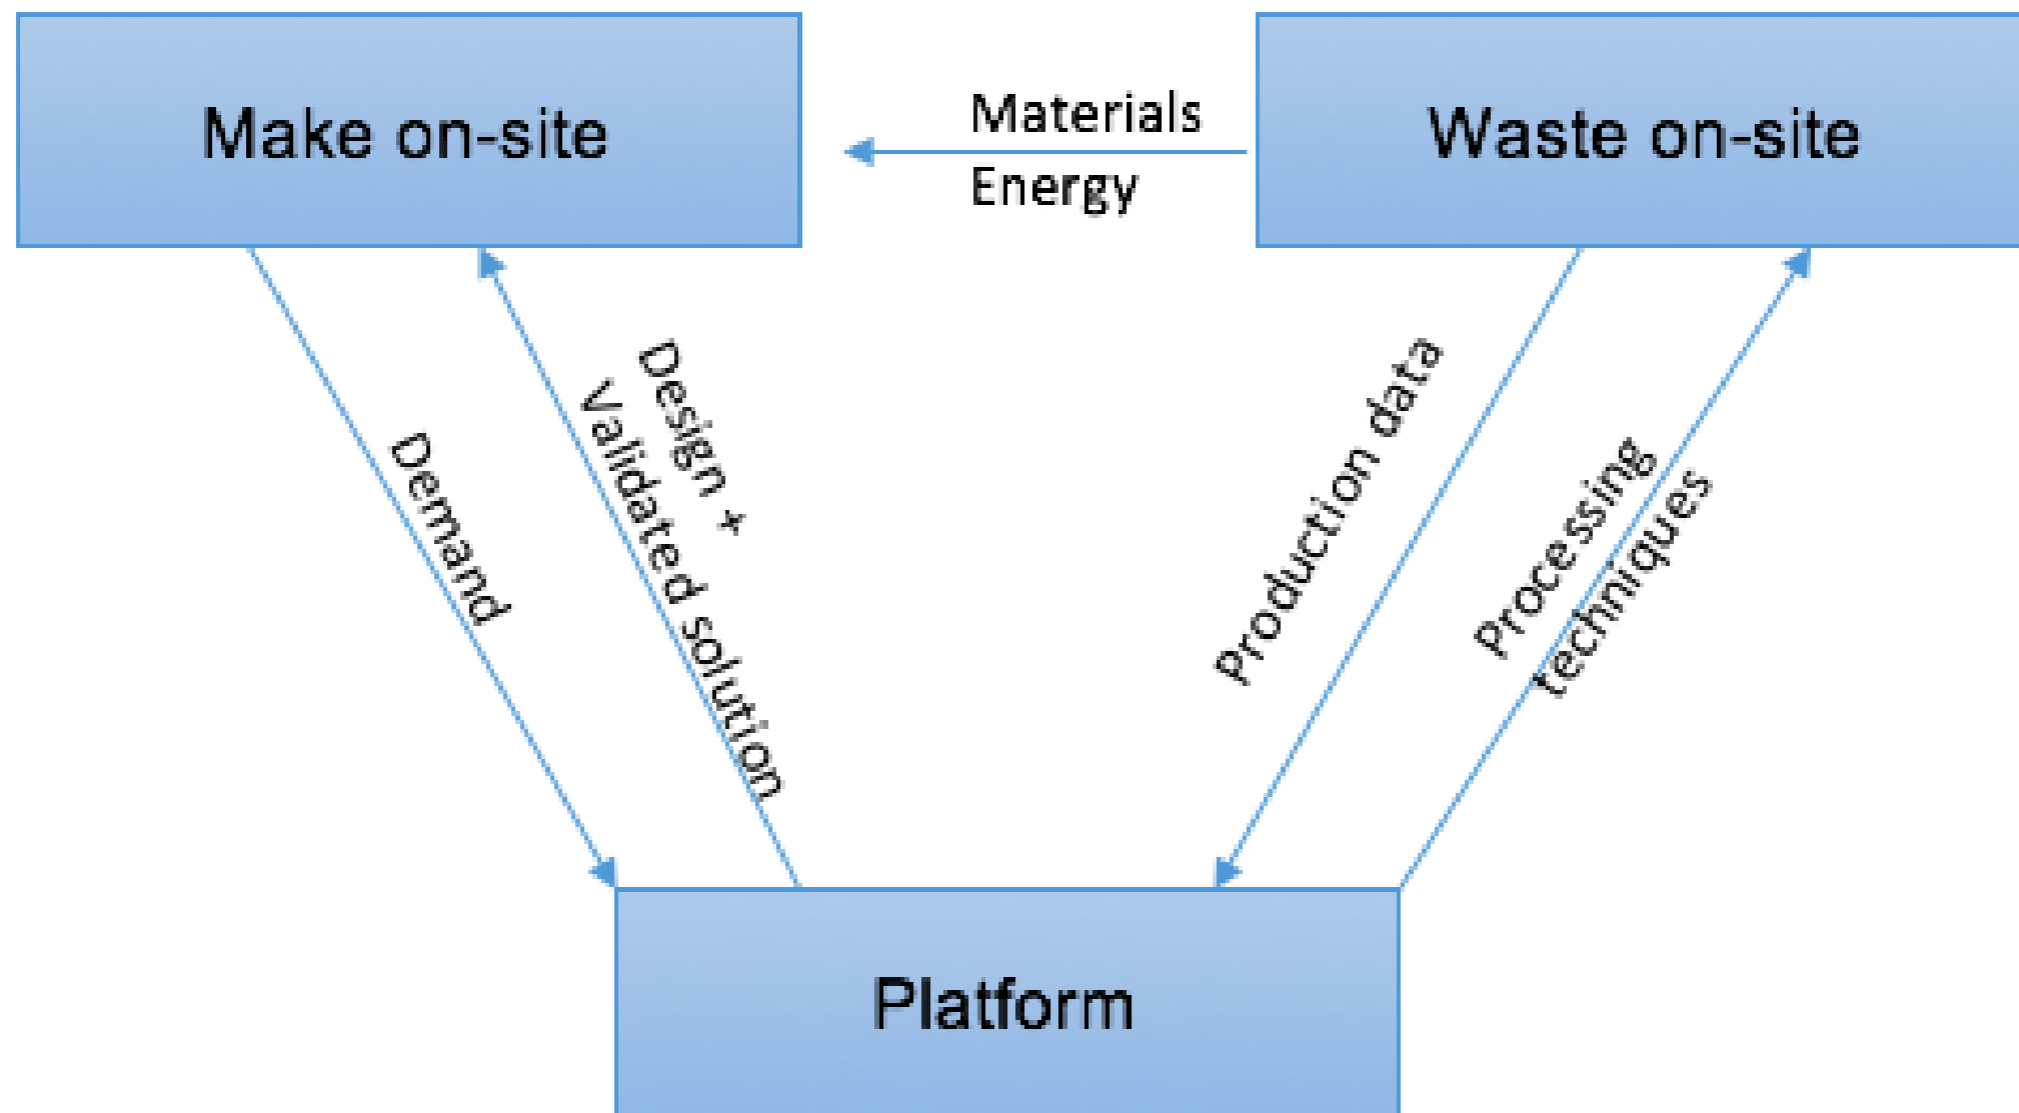 Make on-site
Materials
Energy
Waste on-site
Demand
Design +
Validated solution
Production data
Processing
techniques
Platform